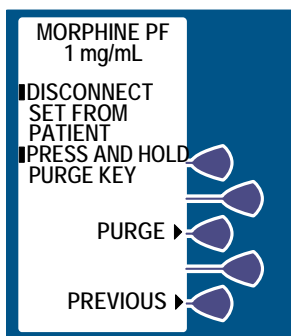 MORPHINE PF
1 mg/mL
DISCONNECT
SET FROM
PATIENT
PRESS AND HOLD
PURGE KEY
PURGE
PREVIOUS